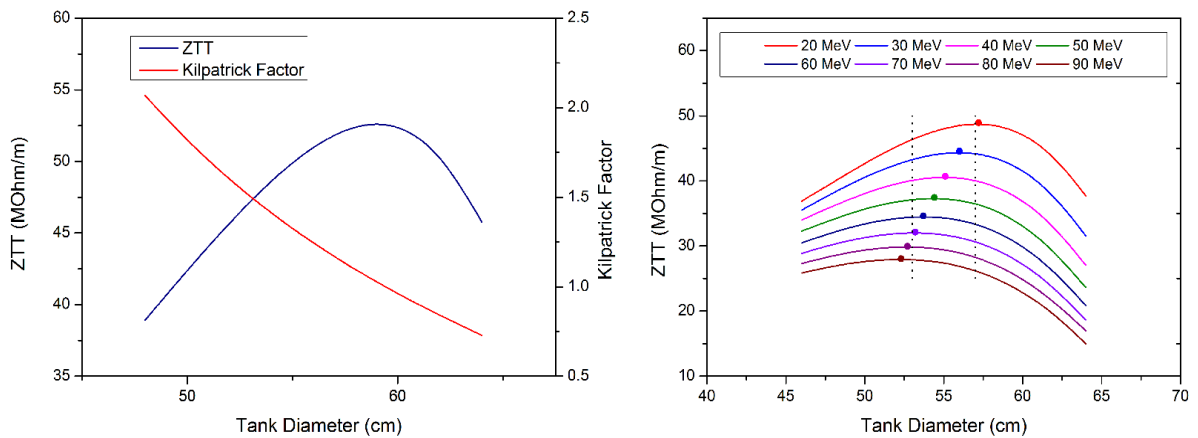 ZTT
Kilpatrick Factor
60
55
50
45
40
35
ZTT (MOhm/m)
2.5
2.0
1.5
1.0
0.5
Kilpatrick Factor
50 60
Tank Diameter (cm)
20 MeV 30 MeV 40 MeV 50 MeV
60 MeV 70 MeV 80 MeV 90 MeV
60
50
40
30
20
10
ZTT (MOhm/m)
40 45 50 55 60 65 70
Tank Diameter (cm)